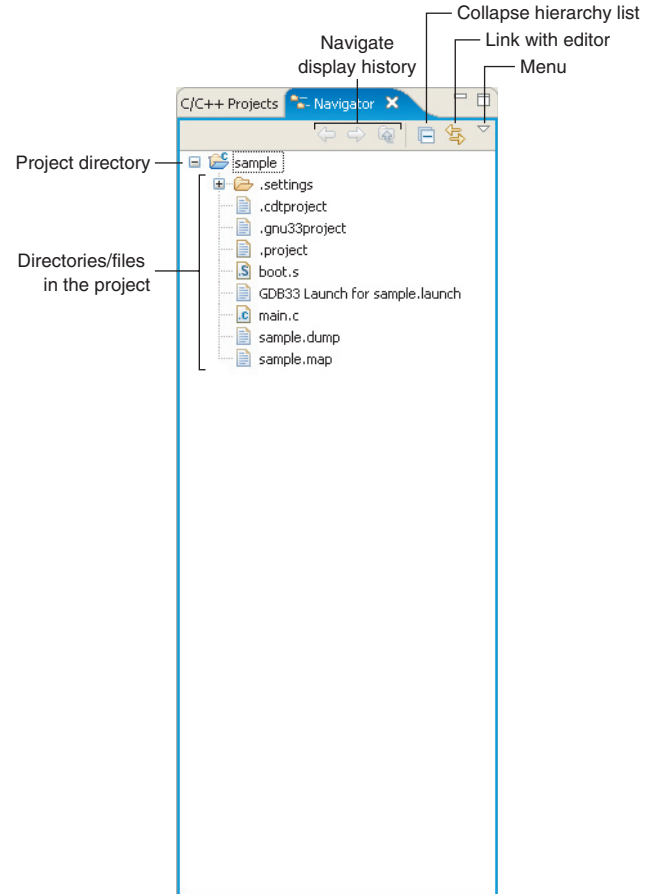 Collapse hierarchy list
Navigate
display history
Link with editor
Menu
C/C++ Projects
Navigator
Project directory
sample
.settings
.cdtproject
.gnu33project
.project
Directories/files
in the project
boot.s
GDB33 Launch for sample.launch
main.c
sample.dump
sample.map